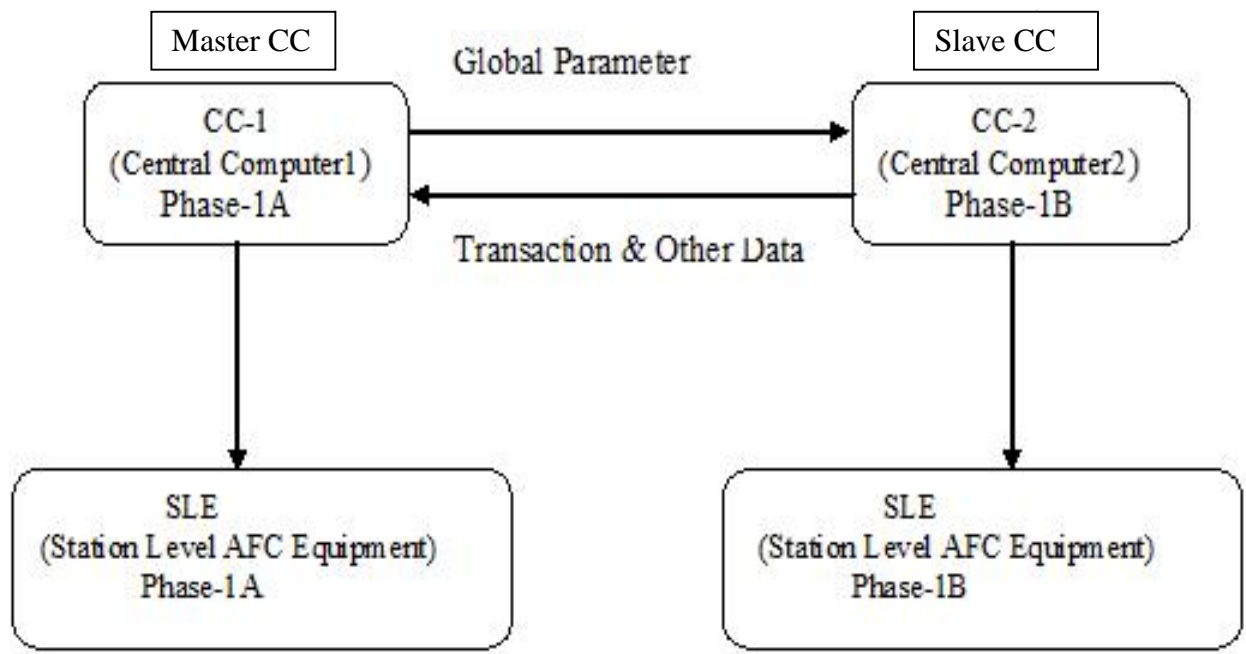 Master CC
Slave CC
Global Parameter
CC-1
(Central Computer1)
Phase-1A
CC-2
(Central Computer2)
Phase-1B
Transaction & Other Data
SLE
(Station Level AFC Equipment)
Phase-1A
SLE
(Station Level AFC Equipment)
Phase-1B